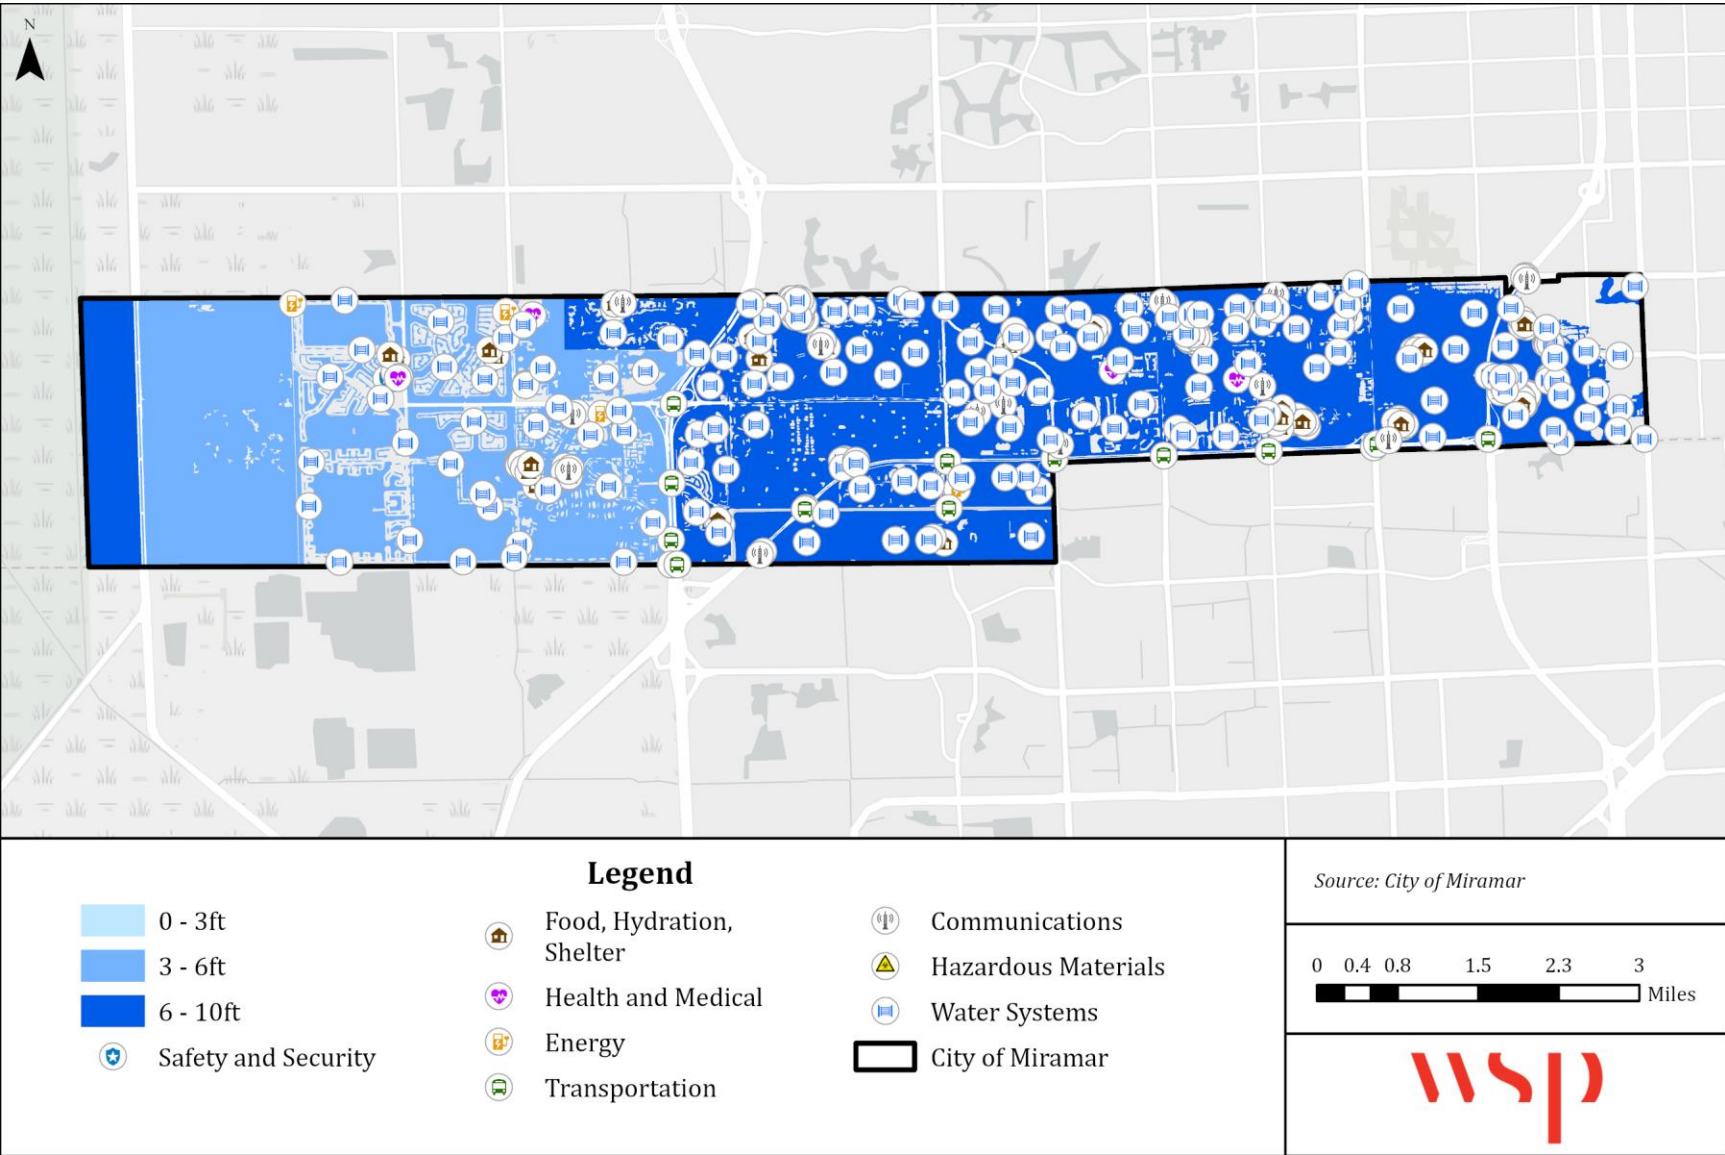 N
Legend
0 - 3ft
3 - 6ft
6 - 10ft
Safety and Security
Food, Hydration,
Shelter
Health and Medical
Energy
Transportation
Communications
Hazardous Materials
Water Systems
City of Miramar
Source: City of Miramar
0 0.4 0.8 1.5 2.3 3
Miles
wsp